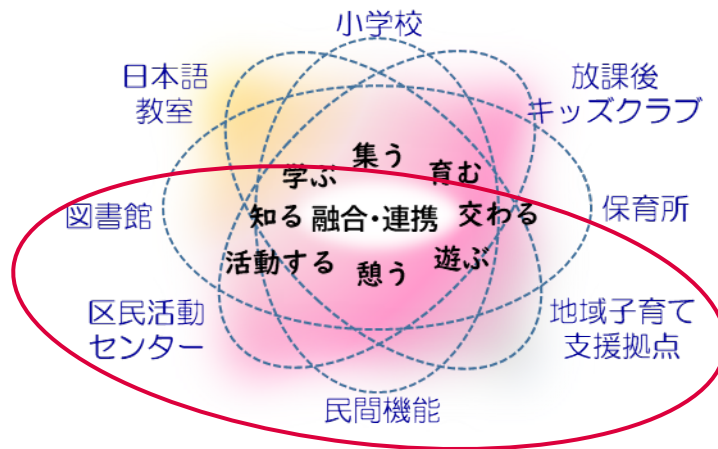 小学校
日本語
教室
放課後
キッズクラブ
集う
学ぶ
育む
図書館
知る
融合・連携
交わる
保育所
活動する
憩う
遊ぶ
区民活動
センター
地域子育て
支援拠点
民間機能